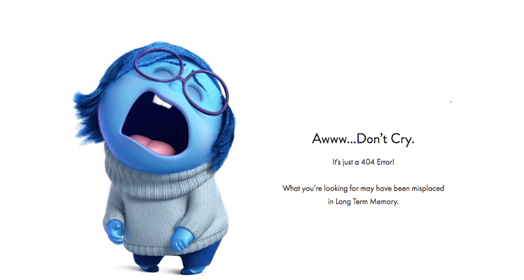 Awww...Don't Cry.
It's just a 404 Error!
What you're looking for may have been misplaced
in Long Term Memory.